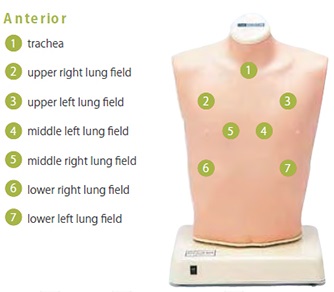 Anterior
1 trachea
2 upper right lung field
3 upper left lung field
4 middle left lung field
5 middle right lung field
6 lower right lung field
7 lower left lung field
1
2 3
5 4
6 7